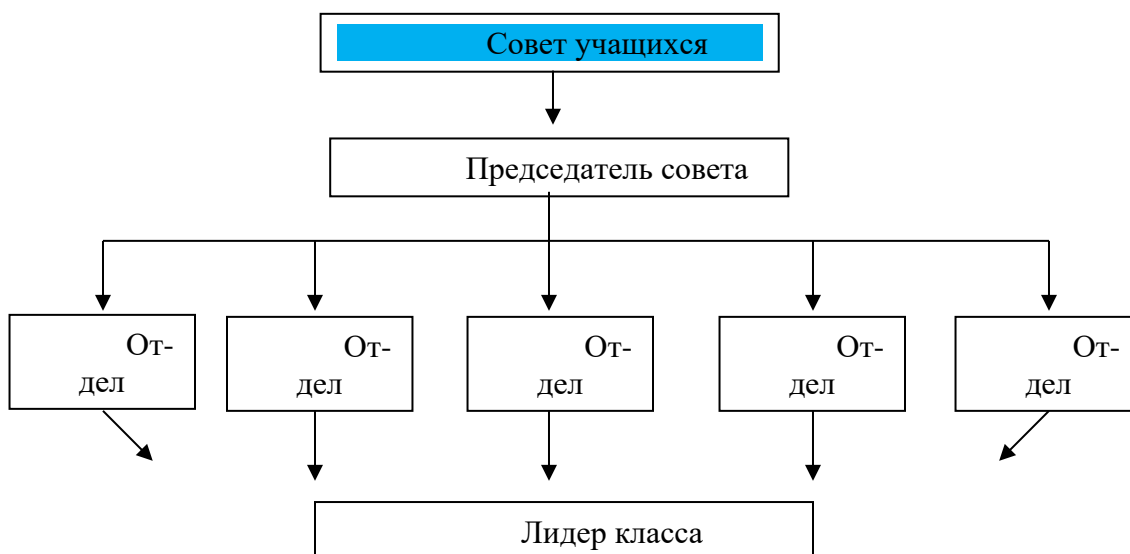 Совет учащихся
Председатель совета
От-
дел
От-
дел
От-
дел
От-
дел
От-
дел
Лидер класса